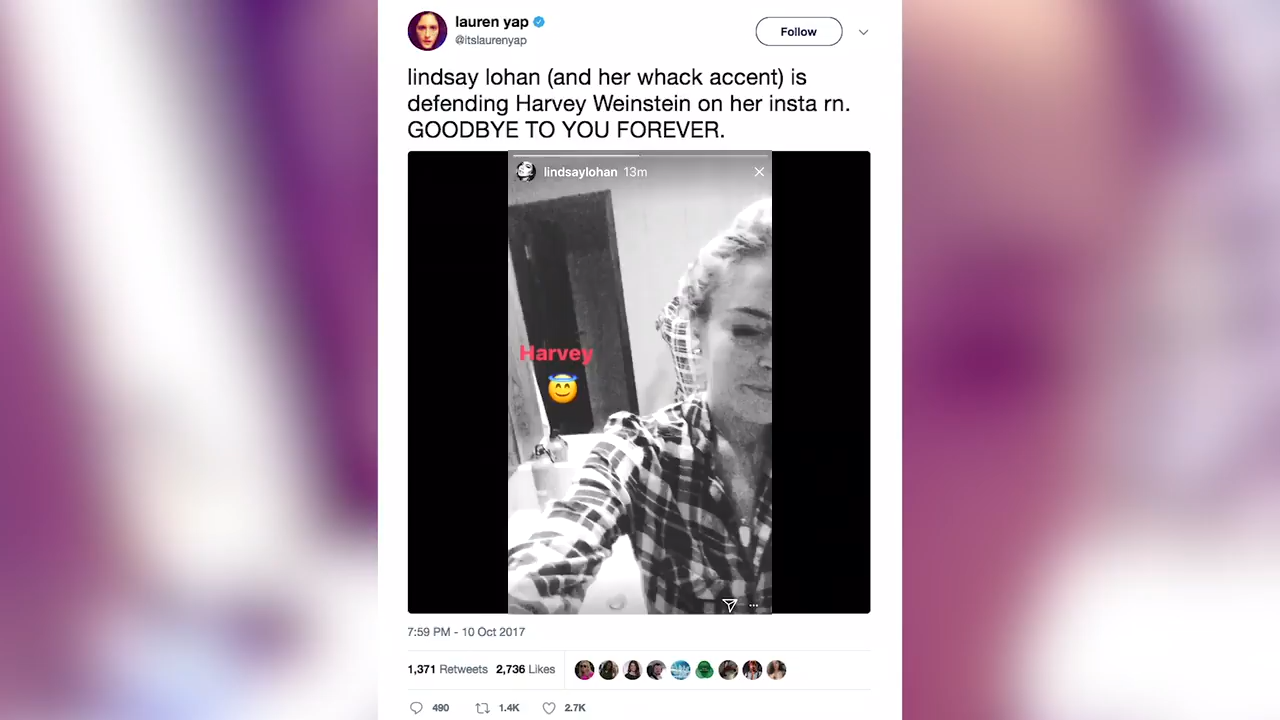 lauren yap
@itslaurenyap
Follow
lindsay lohan (and her whack accent) is
defending Harvey Weinstein on her insta rn.
GOODBYE TO YOU FOREVER.
lindsaylohan 13m
Harvey
7:59 PM - 10 Oct 2017
1,371 Retweets 2,736 Likes
490 1.4K 2.7K